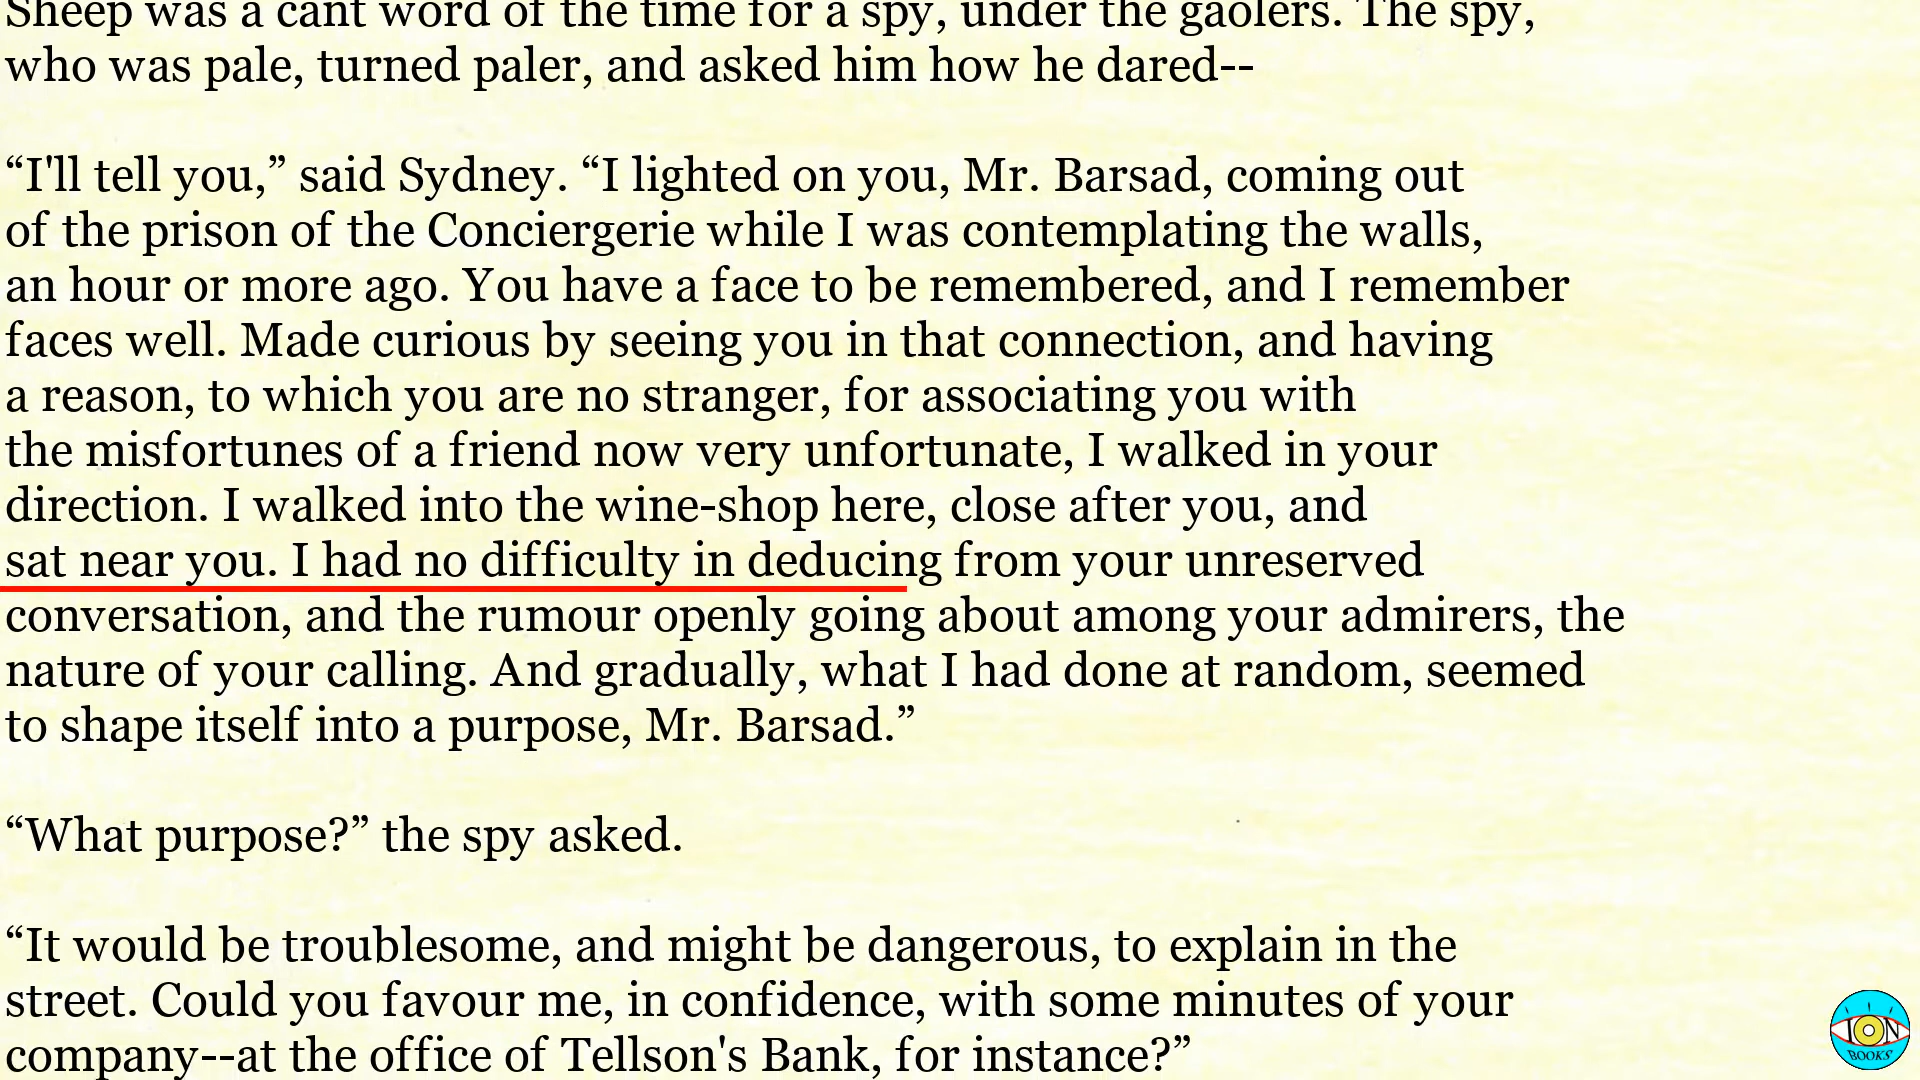 Sheep was a cant word of the time for a spy, under the gaolers. The spy,
who was pale, turned paler, and asked him how he dared--
“I'll tell you,” said Sydney. “I lighted on you, Mr. Barsad, coming out
of the prison of the Conciergerie while I was contemplating the walls,
an hour or more ago. You have a face to be remembered, and I remember
faces well. Made curious by seeing you in that connection, and having
a reason, to which you are no stranger, for associating you with
the misfortunes of a friend now very unfortunate, I walked in your
direction. I walked into the wine-shop here, close after you, and
sat near you. I had no difficulty in deducing from your unreserved
conversation, and the rumour openly going about among your admirers, the
nature of your calling. And gradually, what I had done at random, seemed
to shape itself into a purpose, Mr. Barsad.”
“What purpose?” the spy asked.
“It would be troublesome, and might be dangerous, to explain in the
street. Could you favour me, in confidence, with some minutes of your
company--at the office of Tellson's Bank, for instance?”
ION
BOOKS